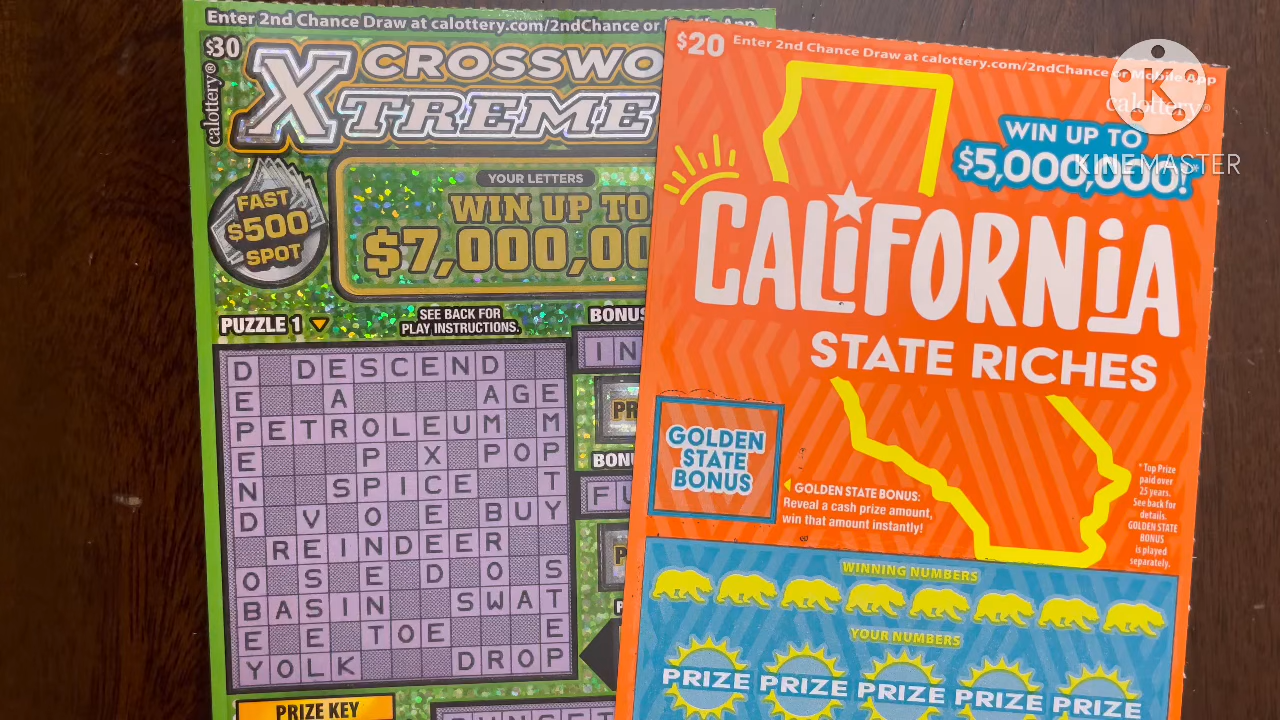 Enter 2nd Chance Draw at calottery.com/2ndChance or
$30
calottery®
CROSSWO
XTREME
FAST
$500
SPOT
YOUR LETTERS
WIN UP TO
$7,000,00
PUZZLE 1
SEE BACK FOR
PLAY INSTRUCTIONS.
BONUS
IN
PR
BONU
FU
P
P
D DESCEND
E A AGE
PETROLEUM M
E P X POP
N SPICE T
D V O E BUY
REINDEER
O S E D O S
BASIN SWAT
E E TOE E
YOLK DROP
PRIZE KEY
SUNSET
$20
Enter 2nd Chance Draw at calottery.com/2ndChance or Mobile App
calottery®
K
KINEMASTER
WIN UP TO
$5,000,000!*
CALiFORNiA
STATE RICHES
GOLDEN
STATE
BONUS
GOLDEN STATE BONUS:
Reveal a cash prize amount,
win that amount instantly!
* Top Prize
paid over
25 years.
See back for
details.
GOLDEN STATE
BONUS
is played
separately.
WINNING NUMBERS
YOUR NUMBERS
PRIZE PRIZE PRIZE PRIZE PRIZE